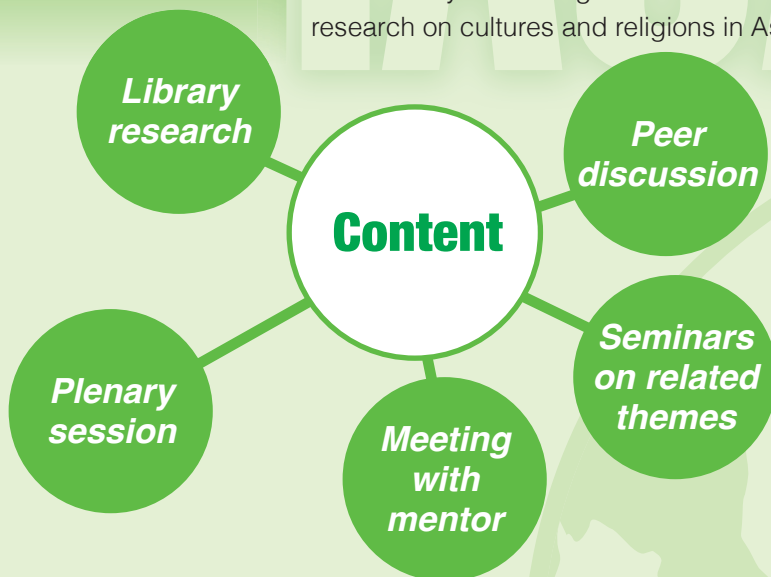 research on cultures and religions in
Library
research
Peer
discussion
Content
Seminars
on related
themes
Plenary
session
Meeting
with
mentor